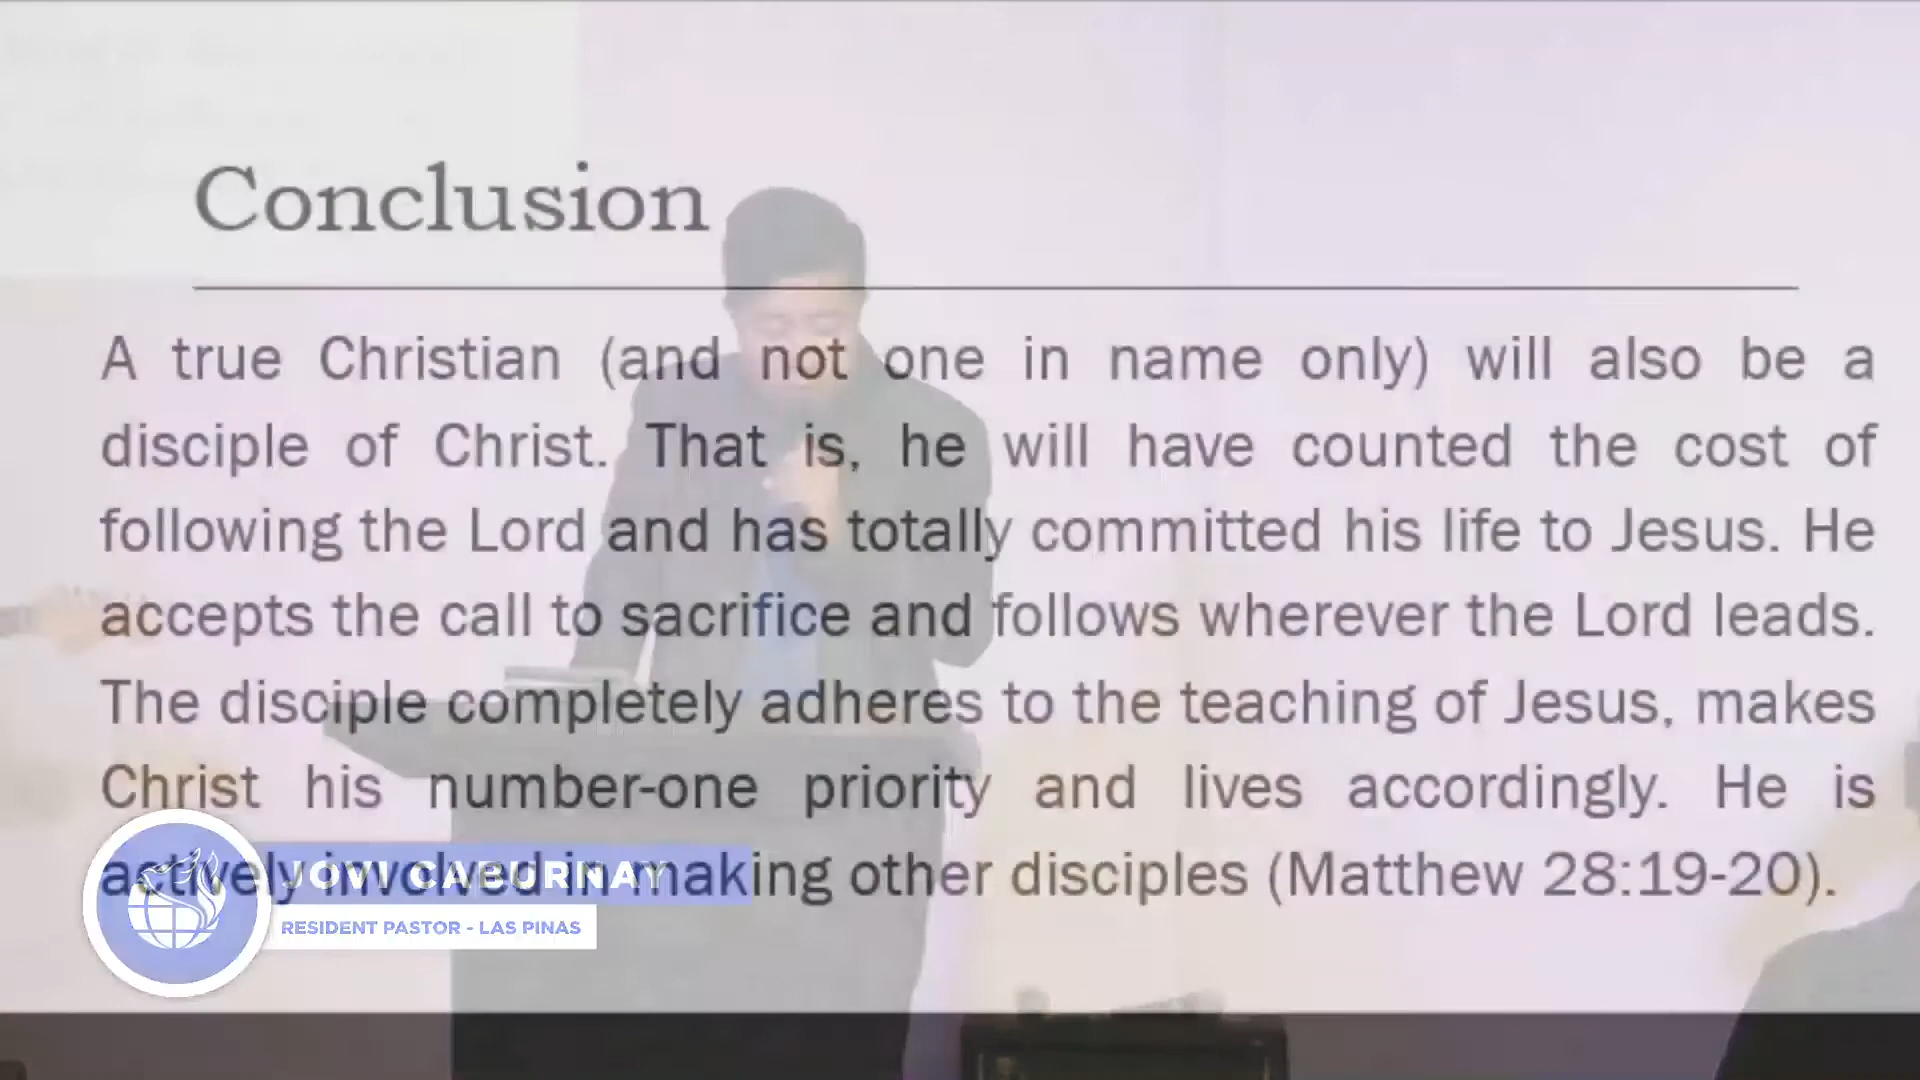 Conclusion
A true Christian (and not one in name only) will also be a
disciple of Christ. That is, he will have counted the cost of
following the Lord and has totally committed his life to Jesus. He
accepts the call to sacrifice and follows wherever the Lord leads.
The disciple completely adheres to the teaching of Jesus, makes
Christ his number-one priority and lives accordingly. He is
actively involved in making other disciples (Matthew 28:19-20).
JOVI CABURNAY
RESIDENT PASTOR - LAS PINAS